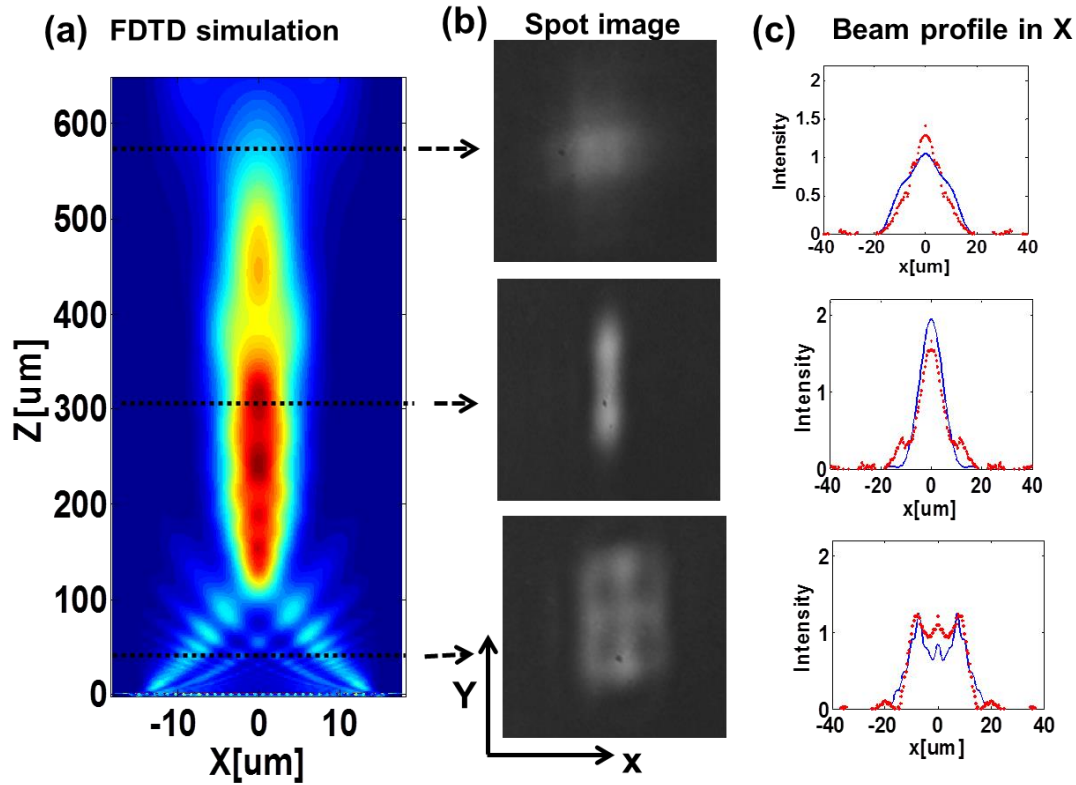 (a) FDTD simulation
600
500
400
300
200
100
0
Z[um]
-10 0 10
X[um]
(b) Spot image
Y
x
(c) Beam profile in X
2
1.5
1
0.5
0
Intensity
-40 -20 0 20 40
x[um]
2
1
0
Intensity
-40 -20 0 20 40
x[um]
2
1
0
Intensity
-40 -20 0 20 40
x[um]